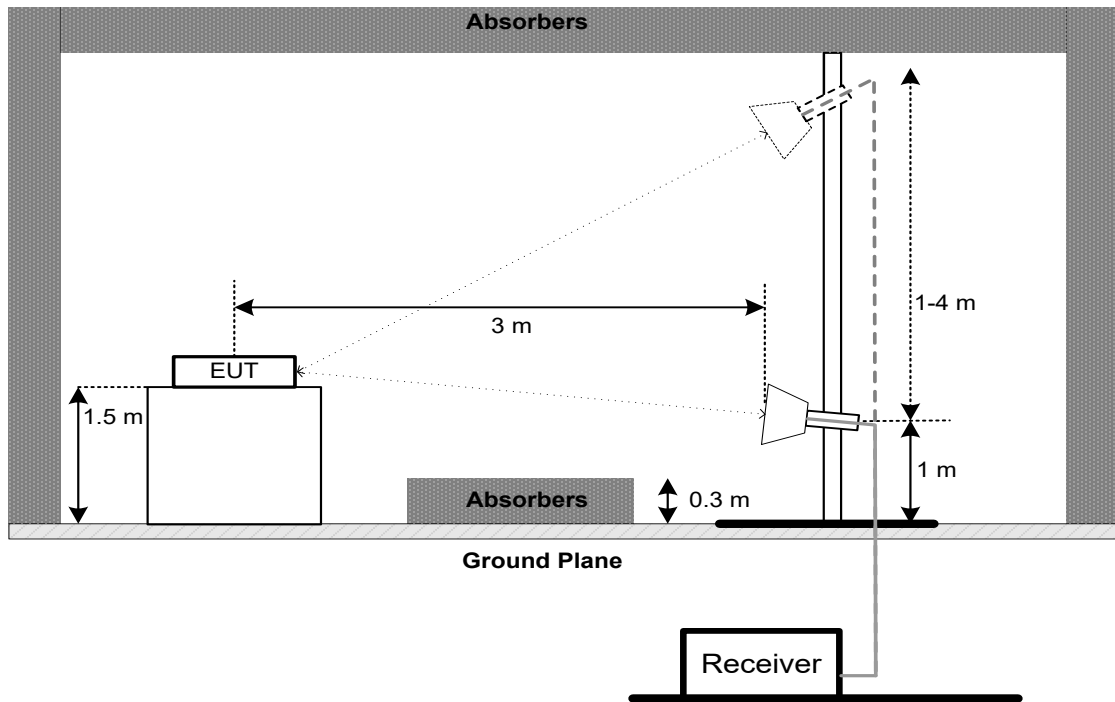 Absorbers
1-4 m
3 m
EUT
1.5 m
1 m
Absorbers
0.3 m
Ground Plane
Receiver